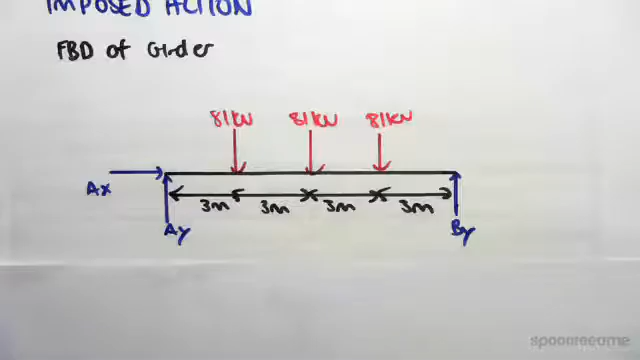 IMPOSED ACTION
FBD of Girder
81kN 81kN 81kN
Ax
3m 3m 3m 3m
Ay By
spoonfeedme